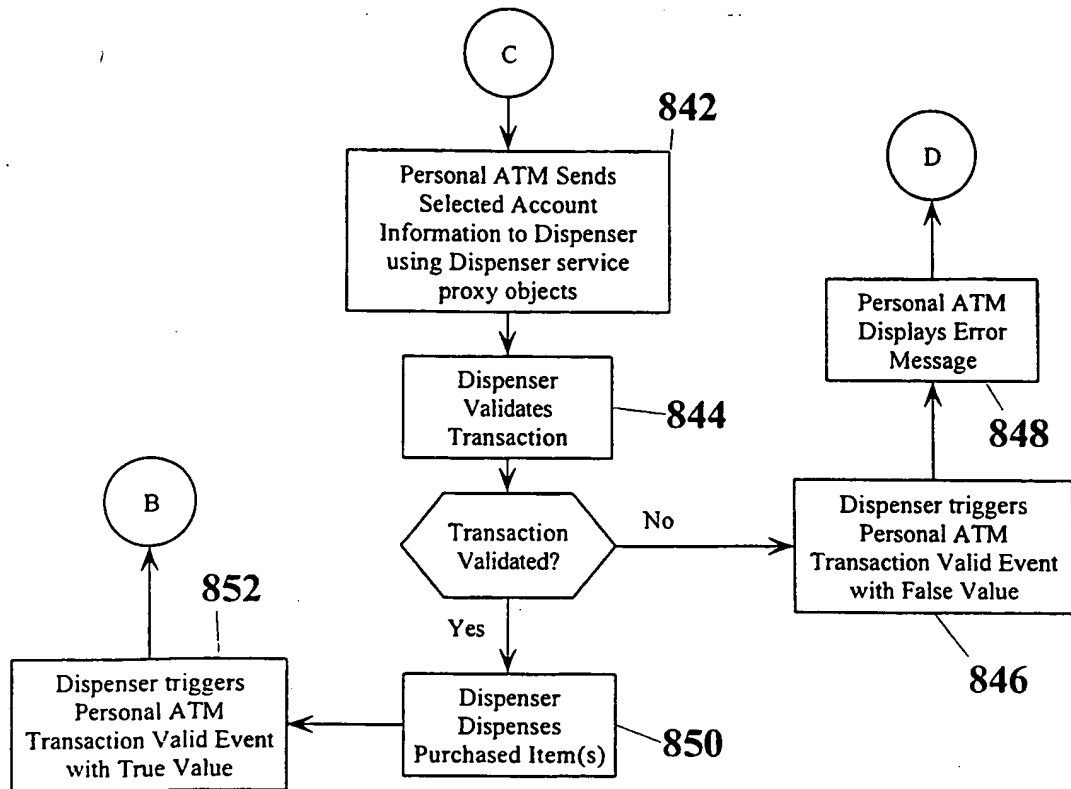 C
842
Personal ATM Sends
Selected Account
Information to Dispenser
using Dispenser service
proxy objects
D
Personal ATM
Displays Error
Message
848
Dispenser
Validates
Transaction
844
B
Transaction
Validated?
No
Dispenser triggers
Personal ATM
Transaction Valid Event
with False Value
846
852
Yes
Dispenser triggers
Personal ATM
Transaction Valid Event
with True Value
Dispenser
Dispenses
Purchased Item(s)
850